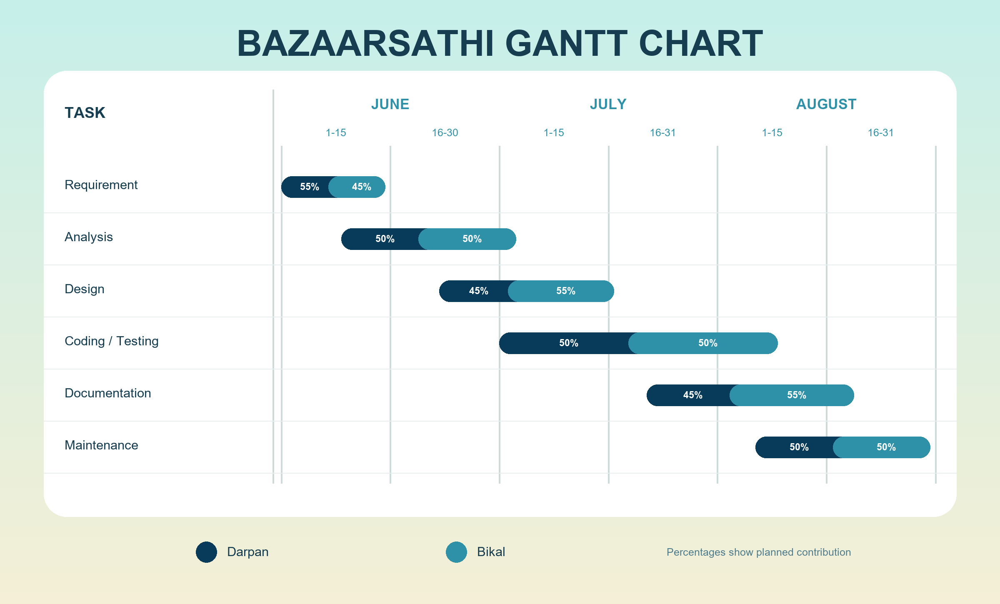 BAZAARSATHI GANTT CHART
TASK
JUNE JULY AUGUST
1-15 16-30 1-15 16-31 1-15 16-31
Requirement 55% 45%
Analysis 50% 50%
Design 45% 55%
Coding / Testing 50% 50%
Documentation 45% 55%
Maintenance 50% 50%
Darpan Bikal Percentages show planned contribution